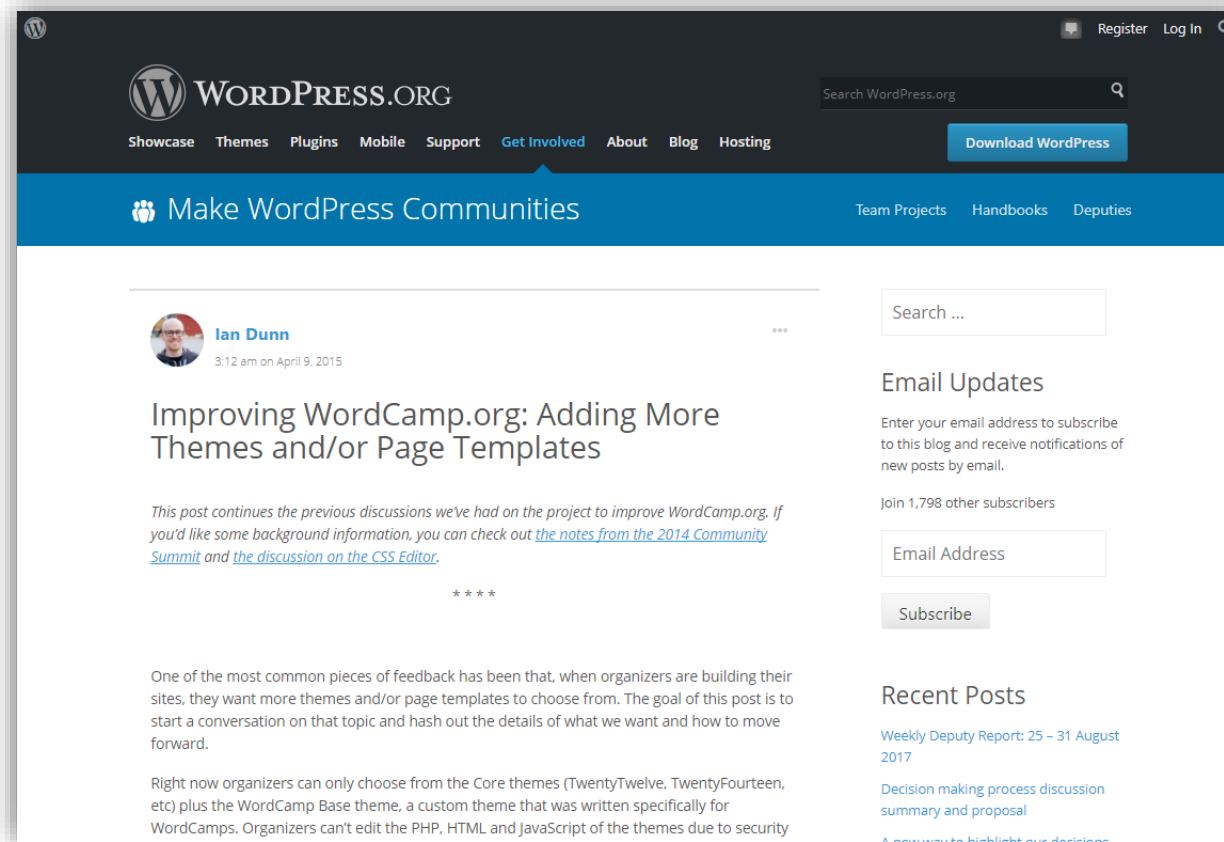 Register Log In
WORDPRESS.ORG
Search WordPress.org
Showcase Themes Plugins Mobile Support Get Involved About Blog Hosting
Download WordPress
Make WordPress Communities
Team Projects Handbooks Deputies
Ian Dunn
3:12 am on April 9, 2015
Improving WordCamp.org: Adding More
Themes and/or Page Templates
This post continues the previous discussions we've had on the project to improve WordCamp.org. If
you'd like some background information, you can check out the notes from the 2014 Community
Summit and the discussion on the CSS Editor.
* * * *
One of the most common pieces of feedback has been that, when organizers are building their
sites, they want more themes and/or page templates to choose from. The goal of this post is to
start a conversation on that topic and hash out the details of what we want and how to move
forward.
Right now organizers can only choose from the Core themes (TwentyTwelve, TwentyFourteen,
etc) plus the WordCamp Base theme, a custom theme that was written specifically for
WordCamps. Organizers can't edit the PHP, HTML and JavaScript of the themes due to security
Search ...
Email Updates
Enter your email address to subscribe
to this blog and receive notifications of
new posts by email.
Join 1,798 other subscribers
Email Address
Subscribe
Recent Posts
Weekly Deputy Report: 25 – 31 August
2017
Decision making process discussion
summary and proposal
A new way to highlight our decisions